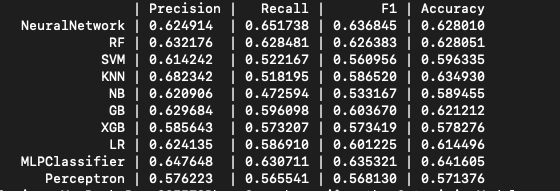 | Precision | Recall | F1 | Accuracy
NeuralNetwork | 0.624914 | 0.651738 | 0.636845 | 0.628010
RF | 0.632176 | 0.628481 | 0.626383 | 0.628051
SVM | 0.614242 | 0.522167 | 0.560956 | 0.596335
KNN | 0.682342 | 0.518195 | 0.586520 | 0.634930
NB | 0.620906 | 0.472594 | 0.533167 | 0.589455
GB | 0.629684 | 0.596098 | 0.603670 | 0.621212
XGB | 0.585643 | 0.573207 | 0.573419 | 0.578276
LR | 0.624135 | 0.586910 | 0.601225 | 0.614496
MLPClassifier | 0.647648 | 0.630711 | 0.635321 | 0.641605
Perceptron | 0.576223 | 0.565541 | 0.568130 | 0.571376